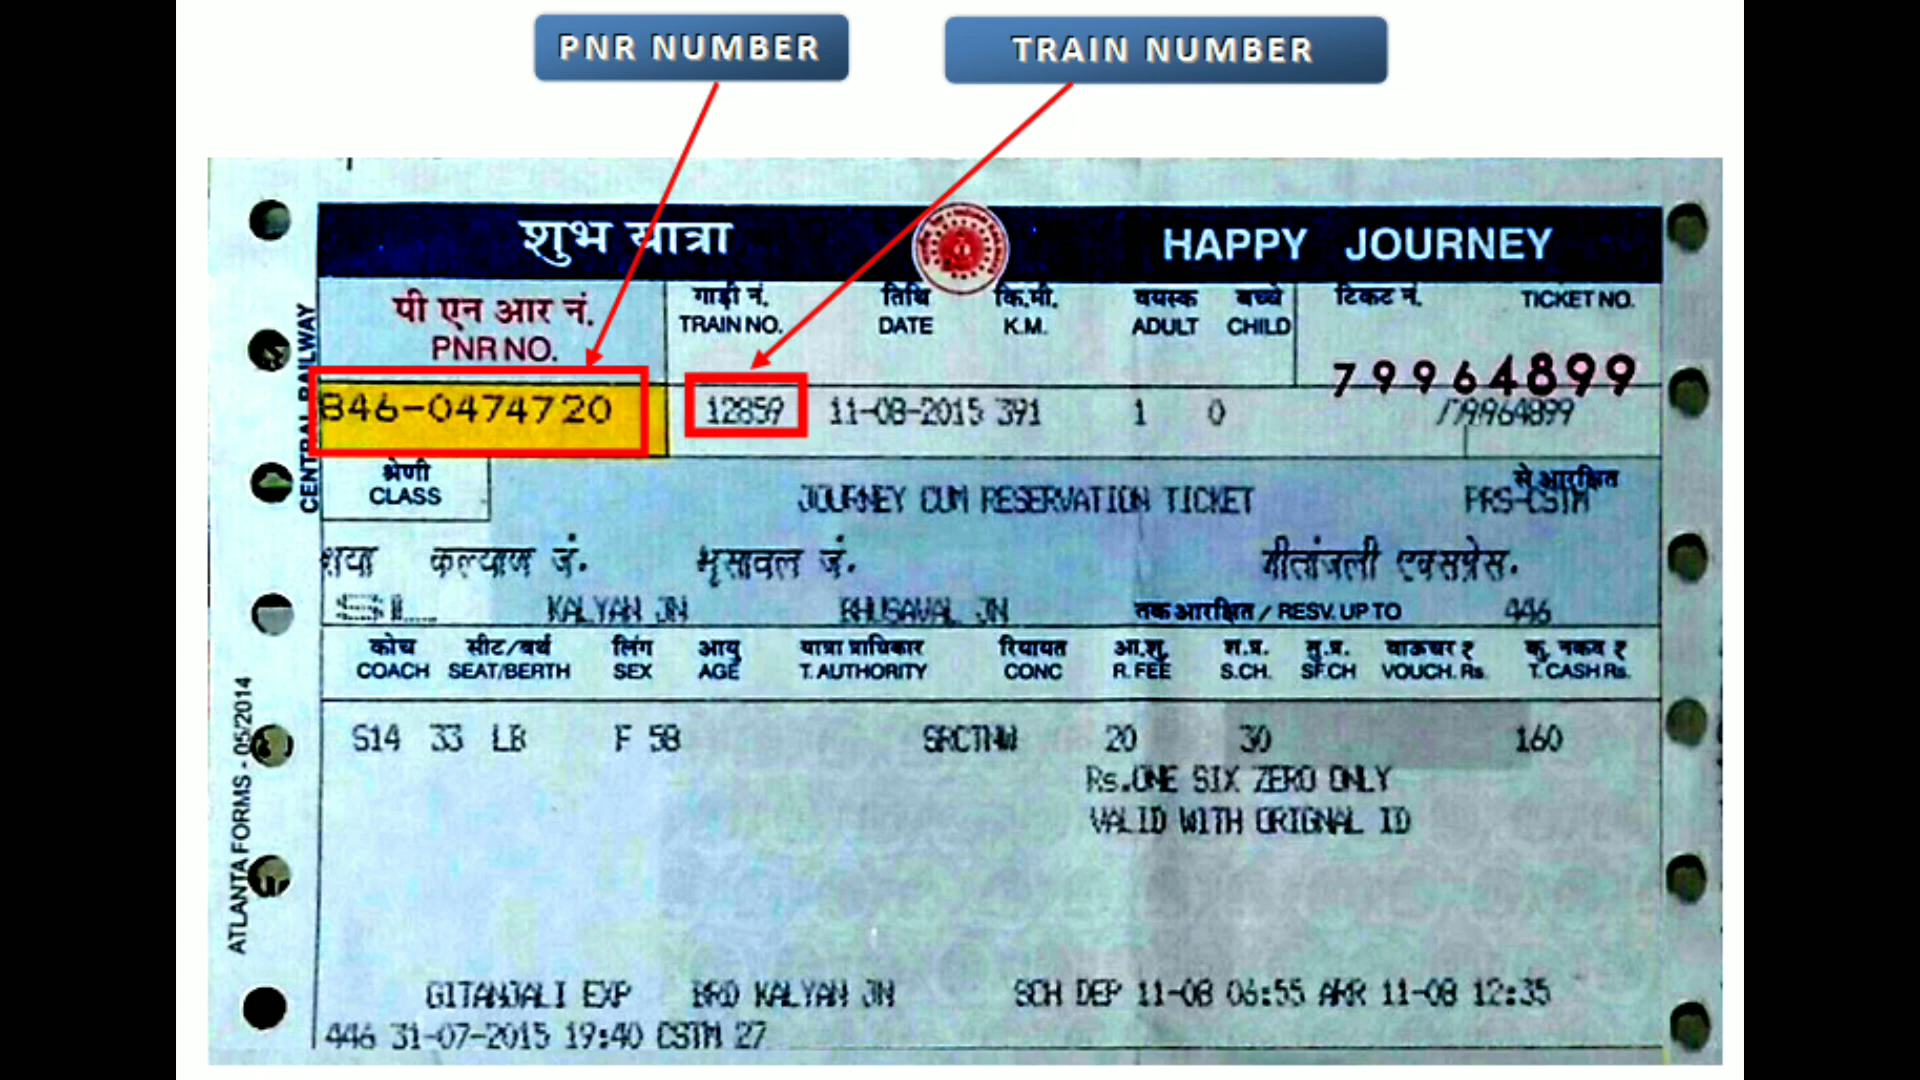 PNR NUMBER TRAIN NUMBER
शुभ यात्रा HAPPY JOURNEY
पी एन आर नं. गाड़ी नं. तिथि कि.मी. वयस्क बच्चे टिकट नं. TICKET NO.
PNR NO. TRAIN NO. DATE K.M. ADULT CHILD
79964899
846-0474720 12859 11-08-2015 391 1 0 79964899
श्रेणी से आरक्षित
CLASS JOURNEY CUM RESERVATION TICKET PRS-CSTM
शया कल्याण जं. भुसावल जं. गीतांजली एक्सप्रेस.
SL KALYAN JN BHUSAVAL JN तक आरक्षित / RESV. UP TO 446
कोच सीट/बर्थ लिंग आयु यात्रा प्राधिकार रियायत आ.शु. श.प्र. सु.प्र. वाऊचर ₹ कु. नकद ₹
COACH SEAT/BERTH SEX AGE T. AUTHORITY CONC R. FEE S.CH. SF.CH VOUCH. Rs. T. CASH Rs.
S14 33 LB F 58 SRCTNW 20 30 160
Rs.ONE SIX ZERO ONLY
VALID WITH ORIGNAL ID
GITANJALI EXP BRD KALYAN JN SCH DEP 11-08 06:55 ARR 11-08 12:35
446 31-07-2015 19:40 CSTM 27
CENTRAL RAILWAY
ATLANTA FORMS - 05/2014